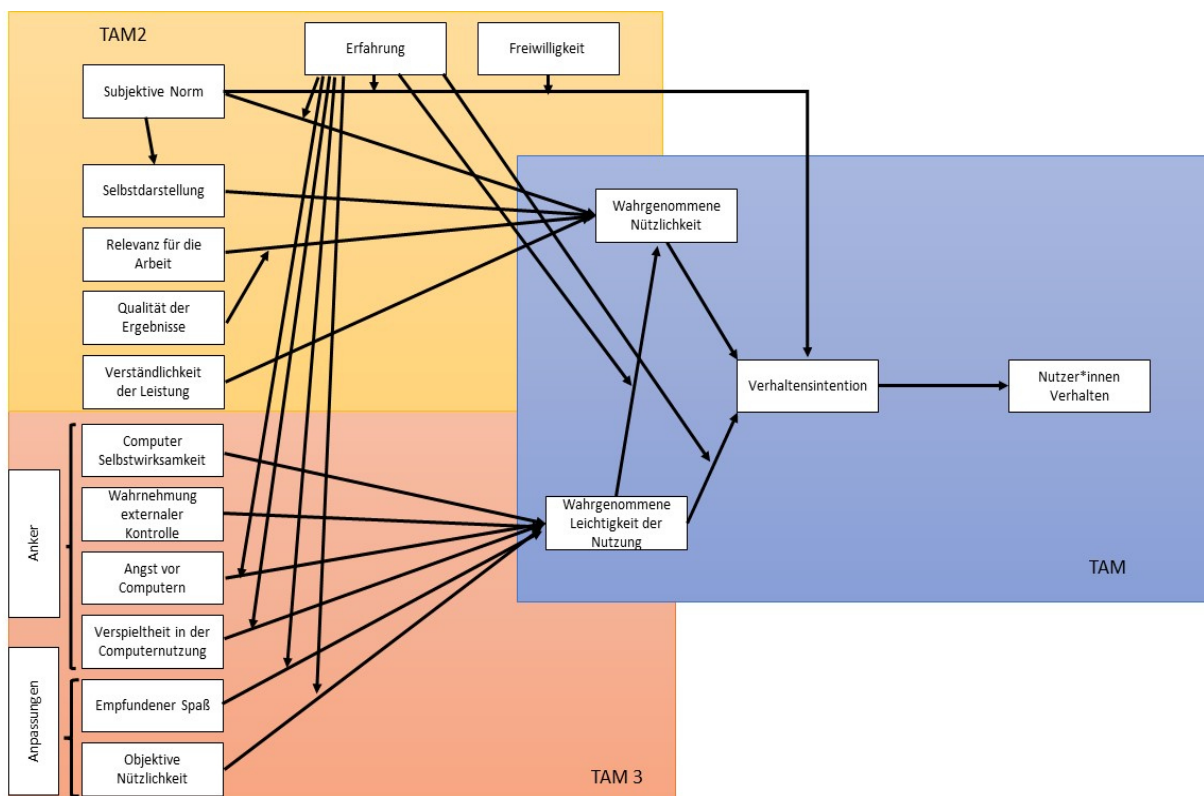 TAM2
Erfahrung
Freiwilligkeit
Subjektive Norm
Selbstdarstellung
Relevanz für die
Arbeit
Qualität der
Ergebnisse
Verständlichkeit
der Leistung
Wahrgenommene
Nützlichkeit
Verhaltensintention
Nutzer*innen
Verhalten
Wahrgenommene
Leichtigkeit der
Nutzung
TAM
Anker
Computer
Selbstwirksamkeit
Wahrnehmung
externaler
Kontrolle
Angst vor
Computern
Verspieltheit in der
Computernutzung
Anpassungen
Empfundener Spaß
Objektive
Nützlichkeit
TAM 3